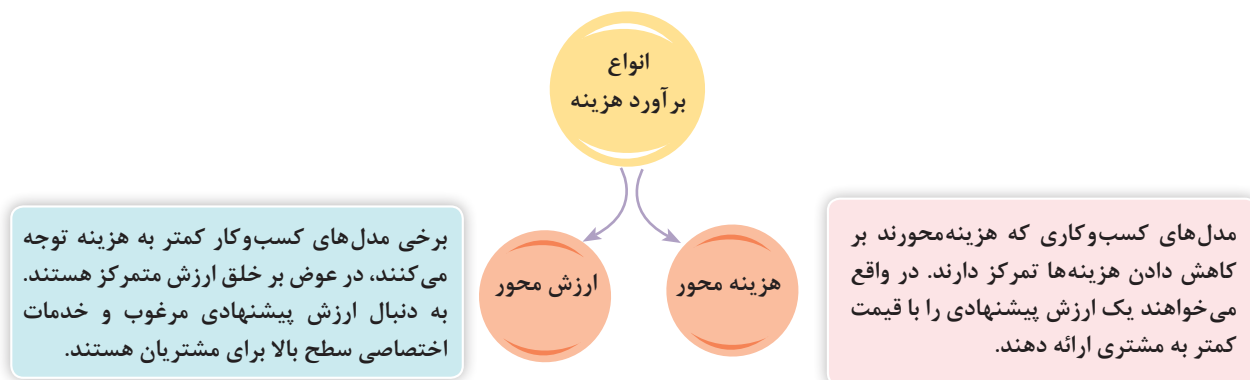 انواع
برآورد هزینه
هزینه محور
ارزش محور
مدل‌های کسب‌وکاری که هزینه‌محورند بر
کاهش دادن هزینه‌ها تمرکز دارند. در واقع
می‌خواهند یک ارزش پیشنهادی را با قیمت
کمتر به مشتری ارائه دهند.
برخی مدل‌های کسب‌وکار کمتر به هزینه توجه
می‌کنند، در عوض بر خلق ارزش متمرکز هستند.
به دنبال ارزش پیشنهادی مرغوب و خدمات
اختصاصی سطح بالا برای مشتریان هستند.